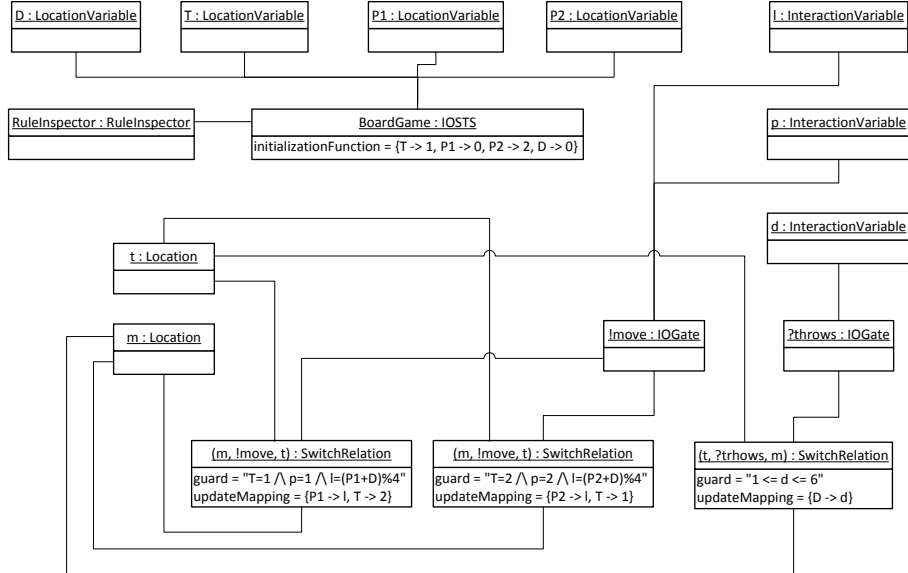 D : LocationVariable
T : LocationVariable
P1 : LocationVariable
P2 : LocationVariable
l : InteractionVariable
RuleInspector : RuleInspector
BoardGame : IOSTS
initializationFunction = {T -> 1, P1 -> 0, P2 -> 2, D -> 0}
p : InteractionVariable
d : InteractionVariable
t : Location
m : Location
!move : IOGate
?throws : IOGate
(m, !move, t) : SwitchRelation
guard = "T=1 /\ p=1 /\ l=(P1+D)%4"
updateMapping = {P1 -> l, T -> 2}
(m, !move, t) : SwitchRelation
guard = "T=2 /\ p=2 /\ l=(P2+D)%4"
updateMapping = {P2 -> l, T -> 1}
(t, ?trhows, m) : SwitchRelation
guard = "1 <= d <= 6"
updateMapping = {D -> d}